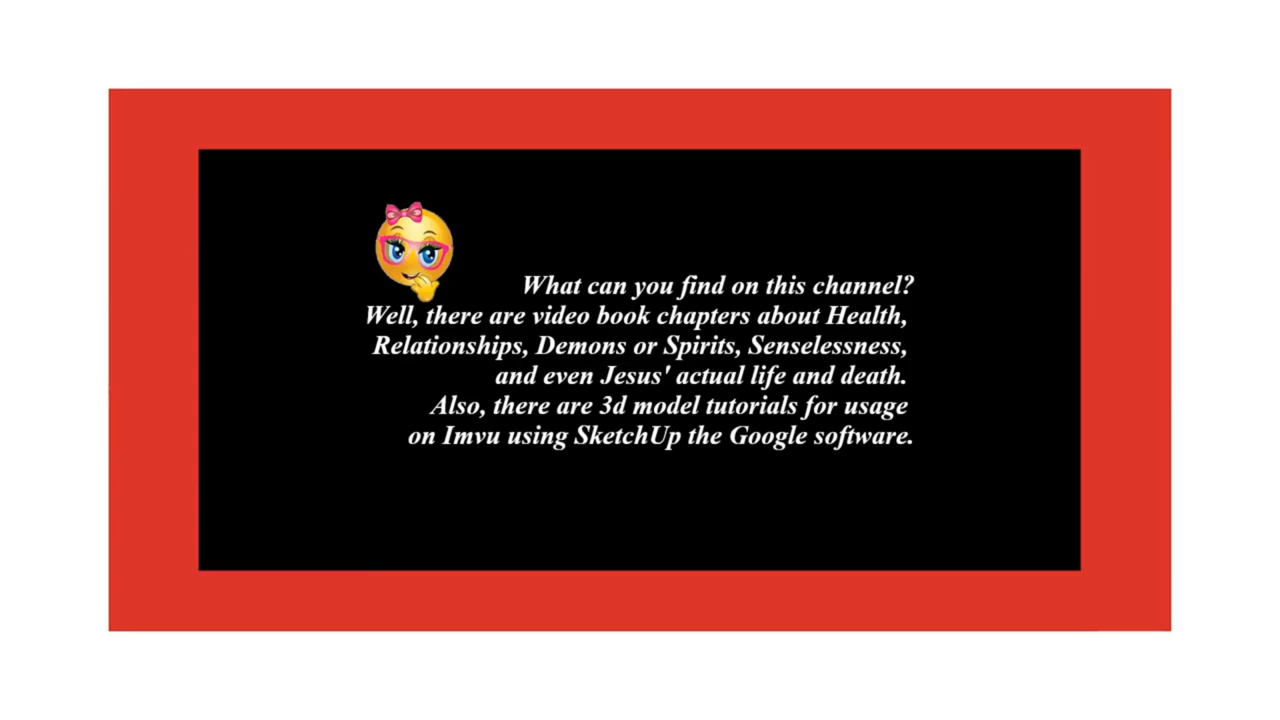 What can you find on this channel?
Well, there are video book chapters about Health,
Relationships, Demons or Spirits, Senselessness,
and even Jesus' actual life and death.
Also, there are 3d model tutorials for usage
on Imvu using SketchUp the Google software.